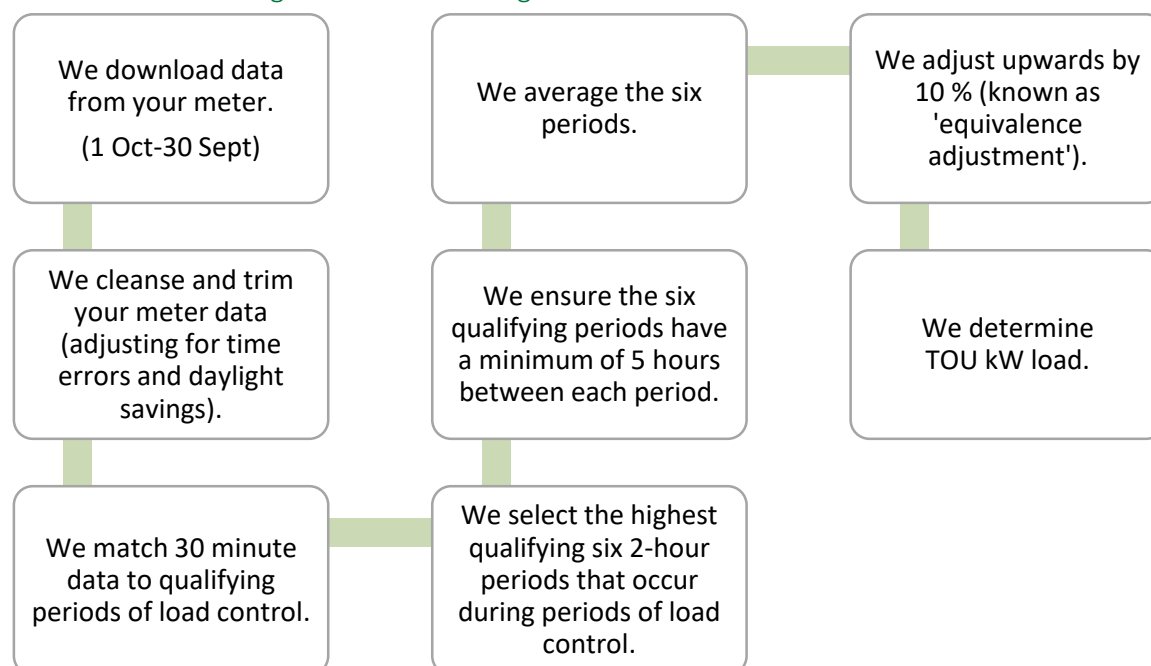 We download data
from your meter.
(1 Oct-30 Sept)
We cleanse and trim
your meter data
(adjusting for time
errors and daylight
savings).
We match 30 minute
data to qualifying
periods of load control.
We select the highest
qualifying six 2-hour
periods that occur
during periods of load
control.
We ensure the six
qualifying periods have
a minimum of 5 hours
between each period.
We average the six
periods.
We adjust upwards by
10 % (known as
'equivalence
adjustment').
We determine
TOU kW load.